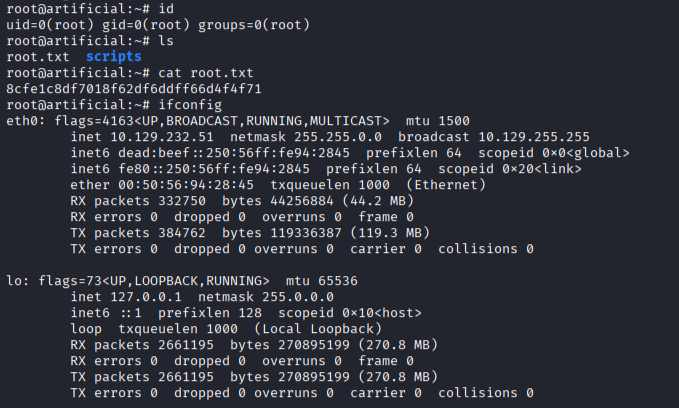 root@artificial:~# id
uid=0(root) gid=0(root) groups=0(root)
root@artificial:~# ls
root.txt  scripts
root@artificial:~# cat root.txt
8cfe1c8df7018f62df6ddff66d4f4f71
root@artificial:~# ifconfig
eth0: flags=4163<UP,BROADCAST,RUNNING,MULTICAST>  mtu 1500
        inet 10.129.232.51  netmask 255.255.0.0  broadcast 10.129.255.255
        inet6 dead:beef::250:56ff:fe94:2845  prefixlen 64  scopeid 0×0<global>
        inet6 fe80::250:56ff:fe94:2845  prefixlen 64  scopeid 0×20<link>
        ether 00:50:56:94:28:45  txqueuelen 1000  (Ethernet)
        RX packets 332750  bytes 44256884 (44.2 MB)
        RX errors 0  dropped 0  overruns 0  frame 0
        TX packets 384762  bytes 119336387 (119.3 MB)
        TX errors 0  dropped 0 overruns 0  carrier 0  collisions 0

lo: flags=73<UP,LOOPBACK,RUNNING>  mtu 65536
        inet 127.0.0.1  netmask 255.0.0.0
        inet6 ::1  prefixlen 128  scopeid 0×10<host>
        loop  txqueuelen 1000  (Local Loopback)
        RX packets 2661195  bytes 270895199 (270.8 MB)
        RX errors 0  dropped 0  overruns 0  frame 0
        TX packets 2661195  bytes 270895199 (270.8 MB)
        TX errors 0  dropped 0 overruns 0  carrier 0  collisions 0